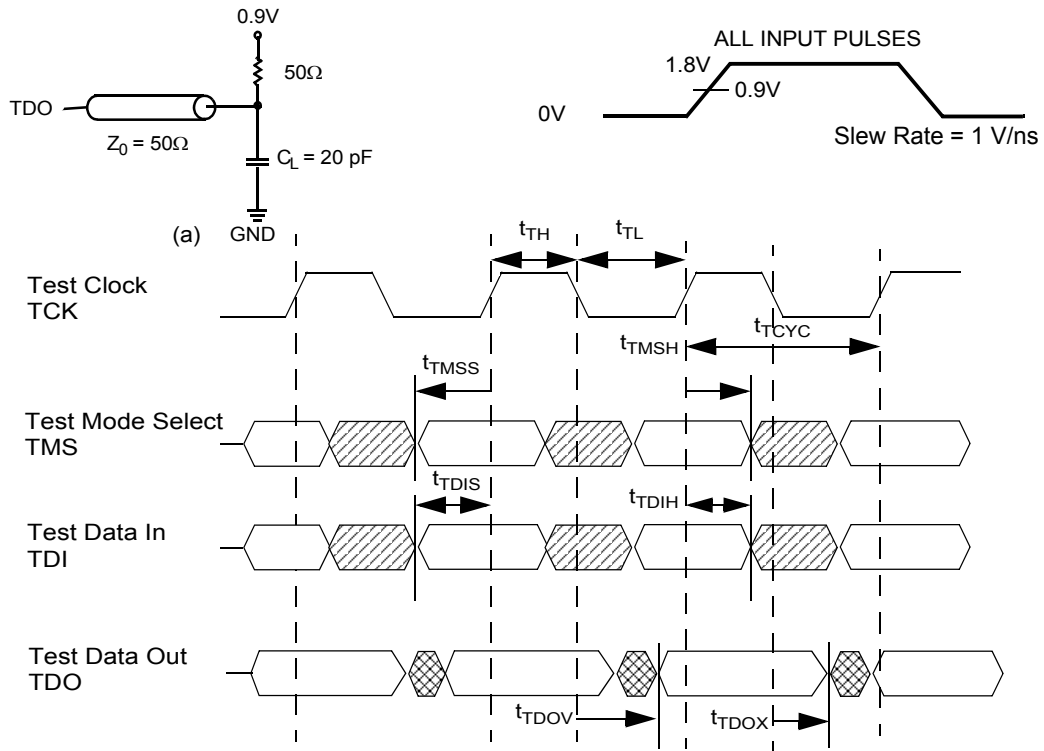 0.9V
50Ω
TDO
Z0 = 50Ω
CL = 20 pF
(a)
GND
ALL INPUT PULSES
1.8V
0.9V
0V
Slew Rate = 1 V/ns
tTH
tTL
Test Clock
TCK
tTMSH
tTCYC
tTMSS
Test Mode Select
TMS
tTDIS
tTDIH
Test Data In
TDI
Test Data Out
TDO
tTDOV
tTDOX